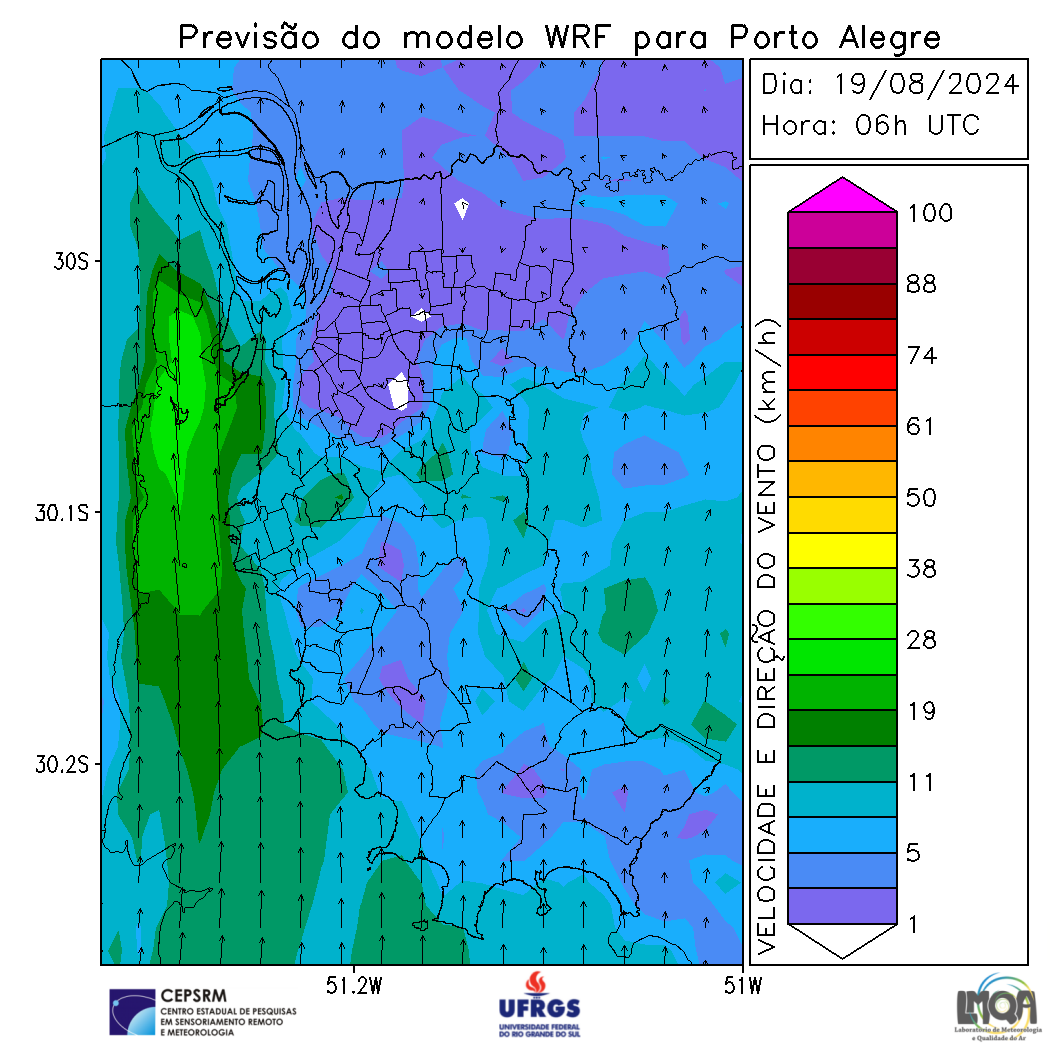 Previsão do modelo WRF para Porto Alegre
Dia: 19/08/2024
Hora: 06h UTC
30S
30.1S
30.2S
51.2W
51W
VELOCIDADE E DIREÇÃO DO VENTO (km/h)
100
88
74
61
50
38
28
19
11
5
1
CEPSRM
CENTRO ESTADUAL DE PESQUISAS
EM SENSORIAMENTO REMOTO
E METEOROLOGIA
UFRGS
UNIVERSIDADE FEDERAL
DO RIO GRANDE DO SUL
LMQA
Laboratório de Meteorologia
e Qualidade do Ar